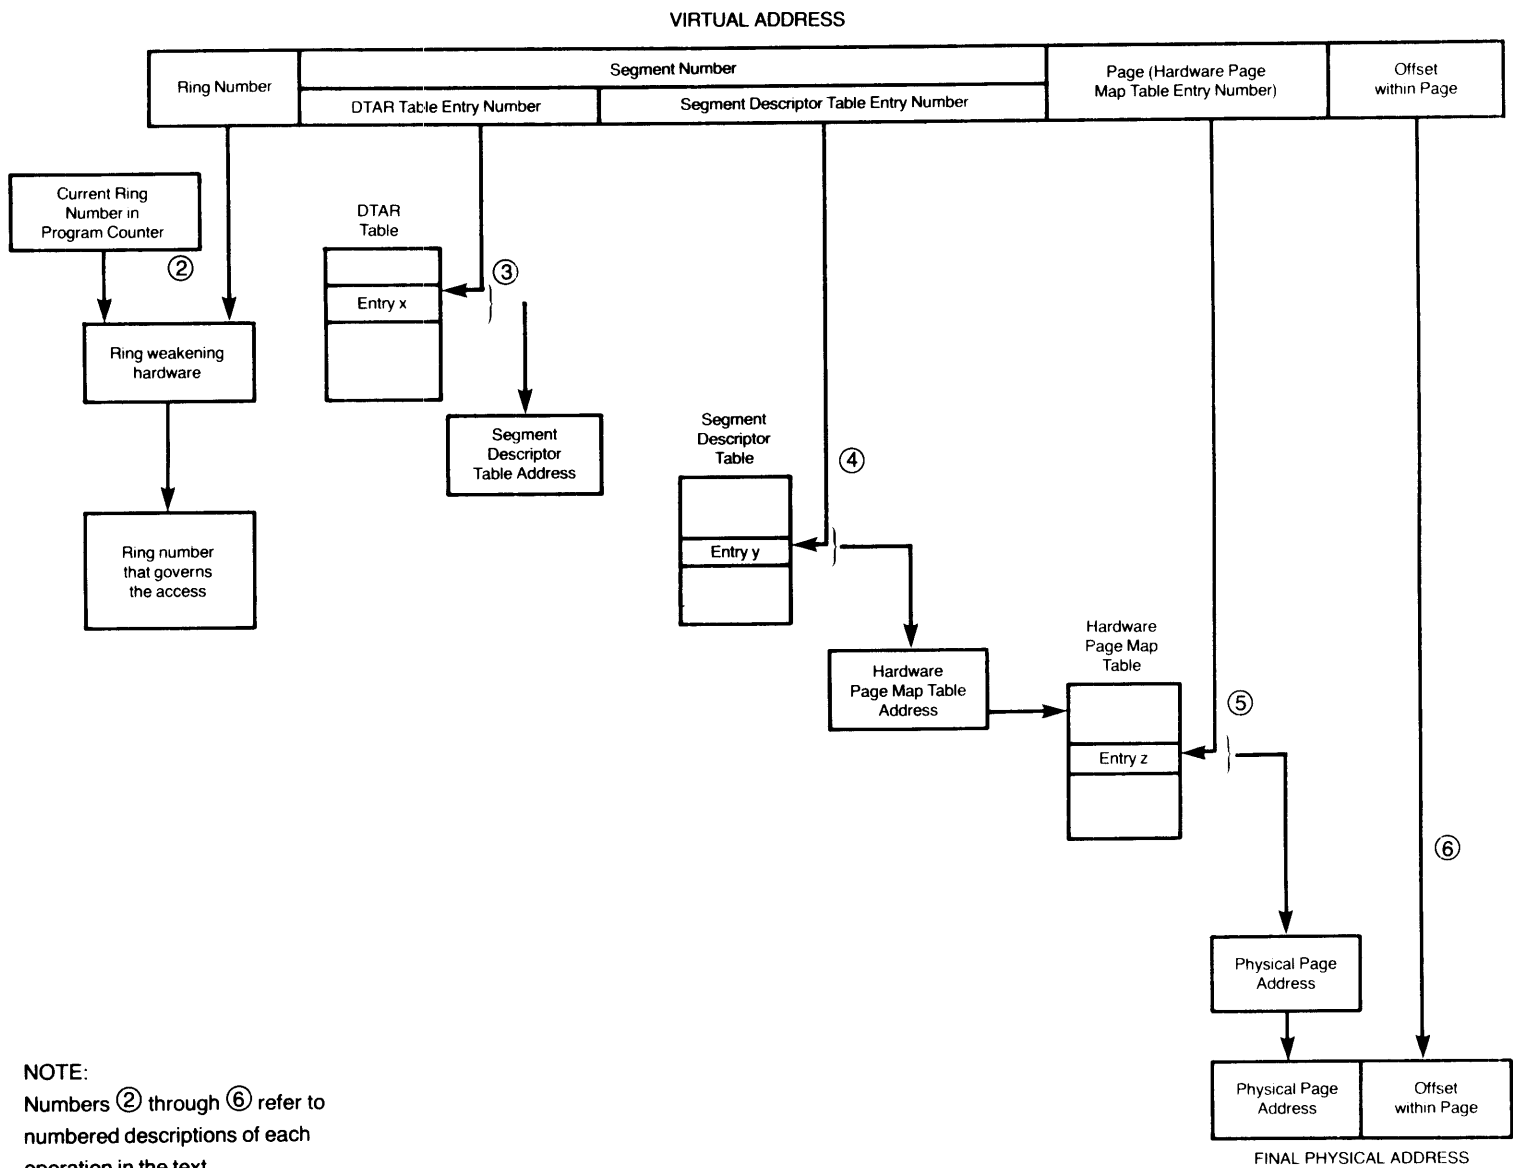 VIRTUAL ADDRESS
Ring Number
Segment Number
DTAR Table Entry Number
Segment Descriptor Table Entry Number
Page (Hardware Page
Map Table Entry Number)
Offset
within Page
Current Ring
Number in
Program Counter
②
Ring weakening
hardware
Ring number
that governs
the access
DTAR
Table
Entry x
③
Segment
Descriptor
Table Address
Segment
Descriptor
Table
Entry y
④
Hardware
Page Map Table
Address
Hardware
Page Map
Table
Entry z
⑤
⑥
Physical Page
Address
Physical Page
Address
Offset
within Page
FINAL PHYSICAL ADDRESS
NOTE:
Numbers ② through ⑥ refer to
numbered descriptions of each
operation in the text